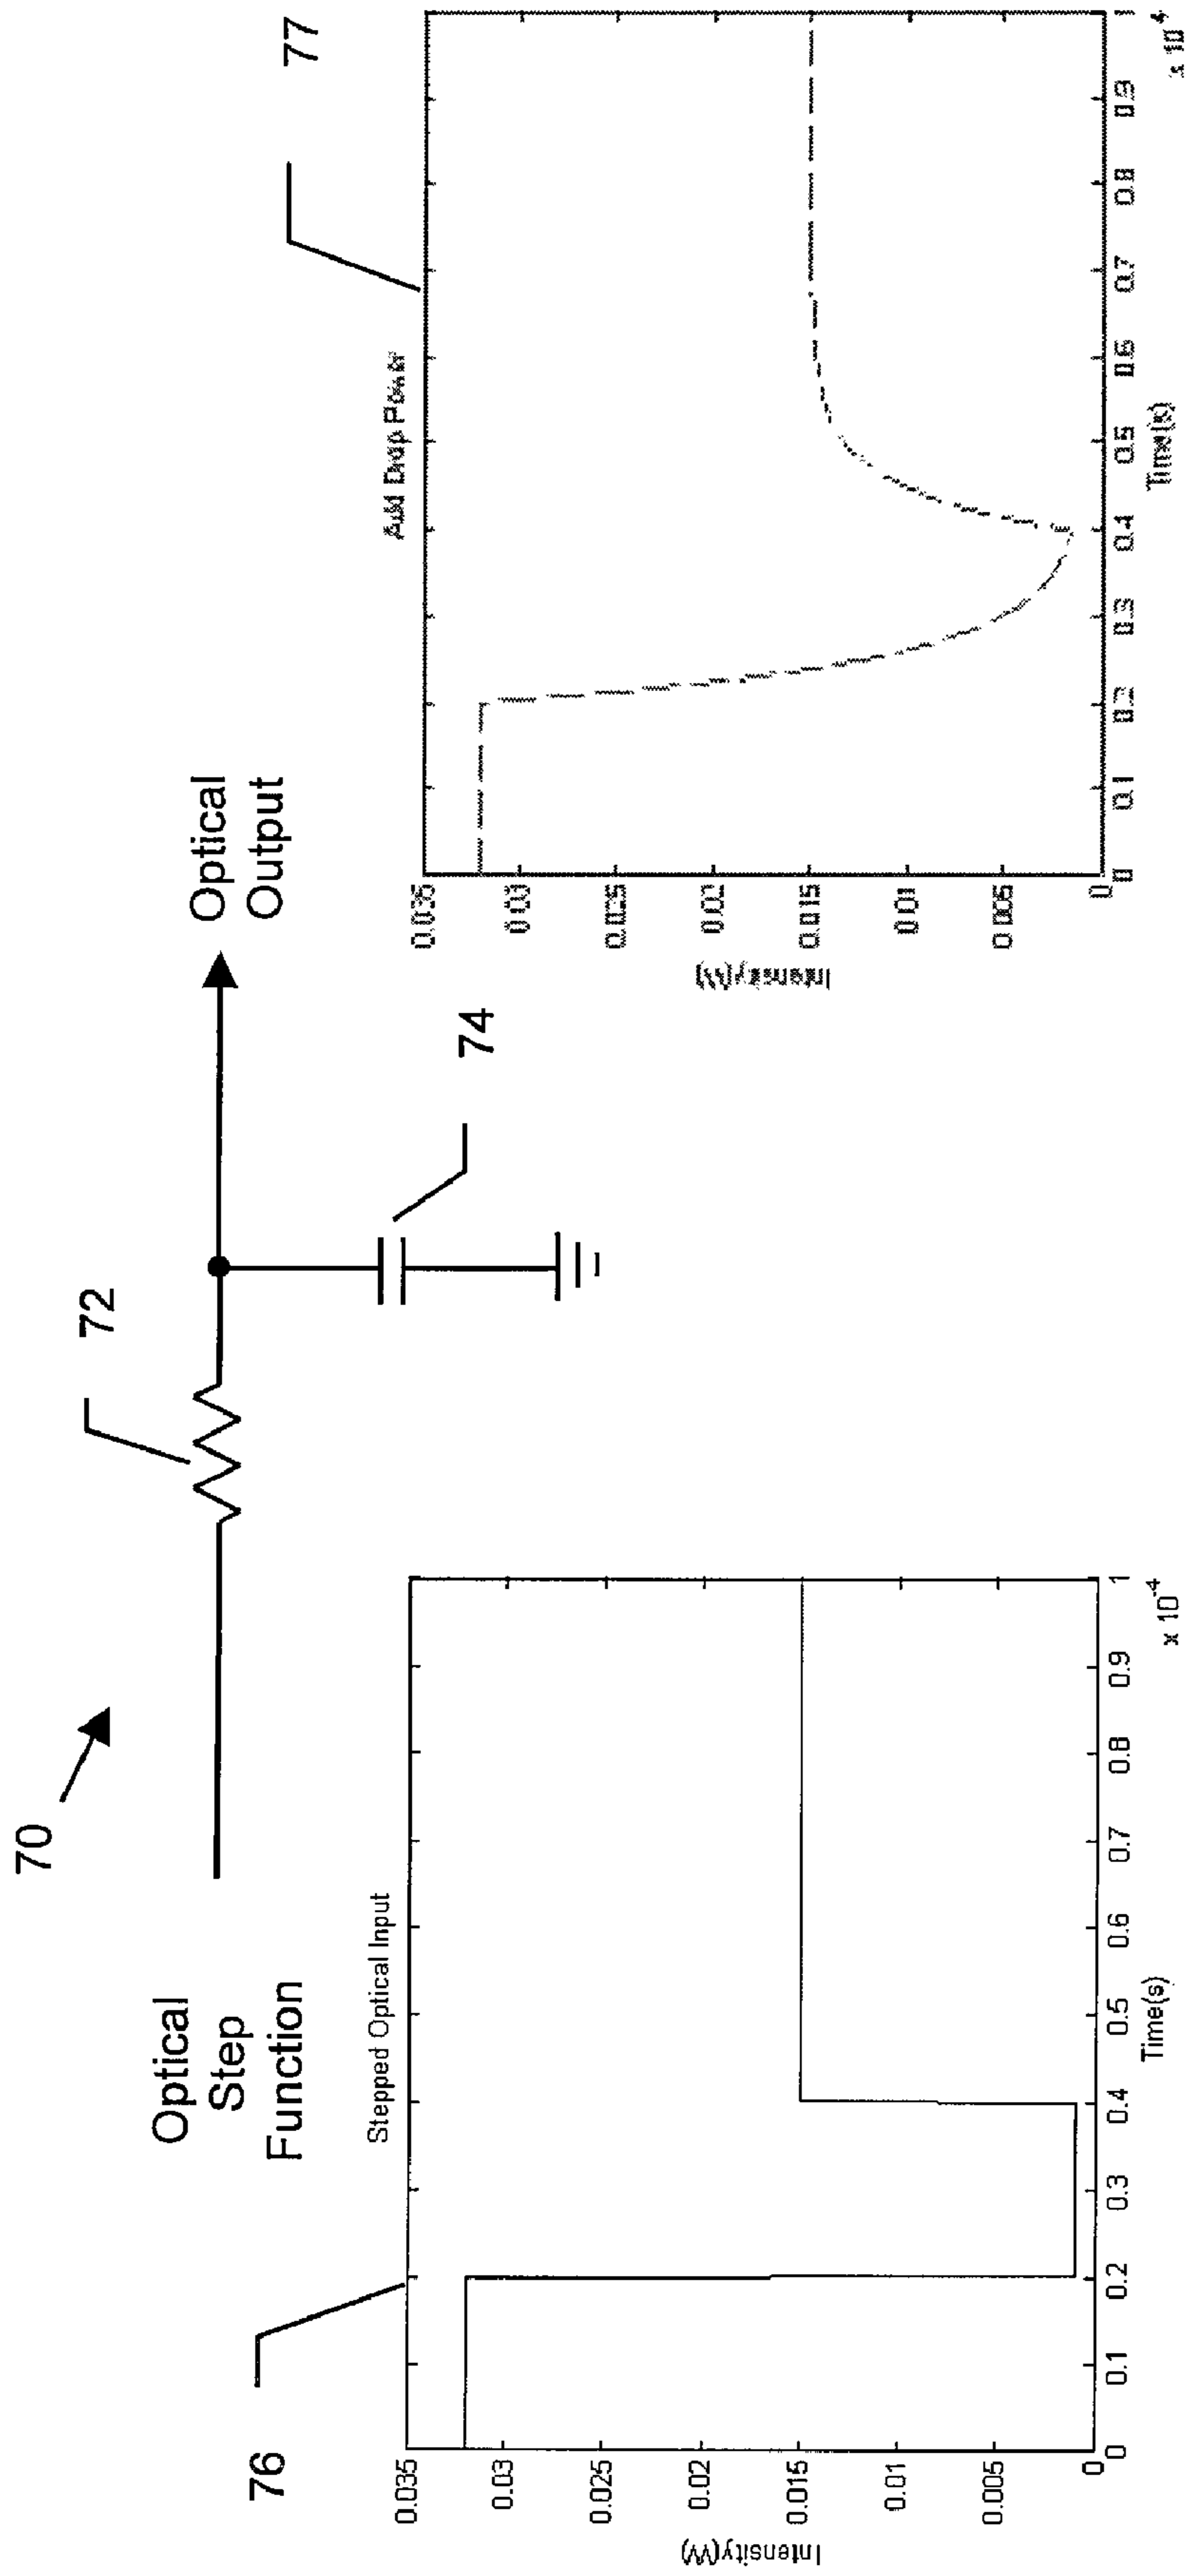 70
72
74
Optical
Step
Function
Optical
Output
76
Stepped Optical Input
Intensity(W)
0.035
0.03
0.025
0.02
0.015
0.01
0.005
0
0 0.1 0.2 0.3 0.4 0.5 0.6 0.7 0.8 0.9 1
Time(s)
x 10-4
77
Add Drop Power
Intensity(W)
0.035
0.03
0.025
0.02
0.015
0.01
0.005
0
0 0.1 0.2 0.3 0.4 0.5 0.6 0.7 0.8 0.9 1
Time(s)
x 10-4